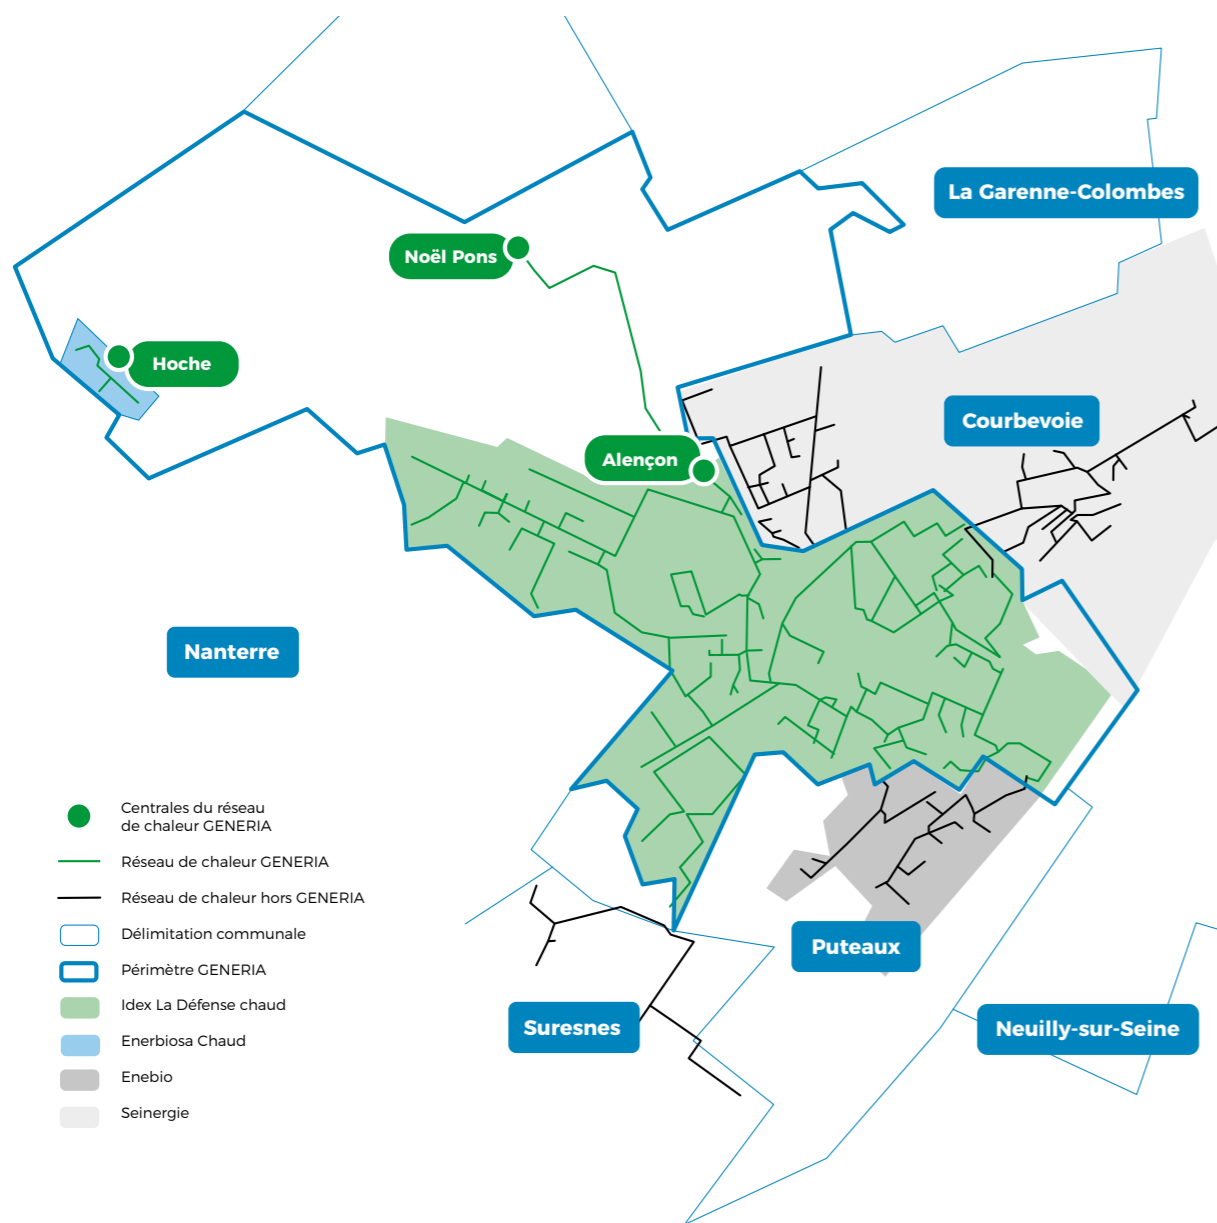 La Garenne-Colombes
Noël Pons
Hoche
Courbevoie
Alençon
Nanterre
Centrales du réseau
de chaleur GENERIA
Réseau de chaleur GENERIA
Réseau de chaleur hors GENERIA
Délimitation communale
Périmètre GENERIA
Idex La Défense chaud
Enerbiosa Chaud
Enebio
Seinergie
Puteaux
Suresnes
Neuilly-sur-Seine